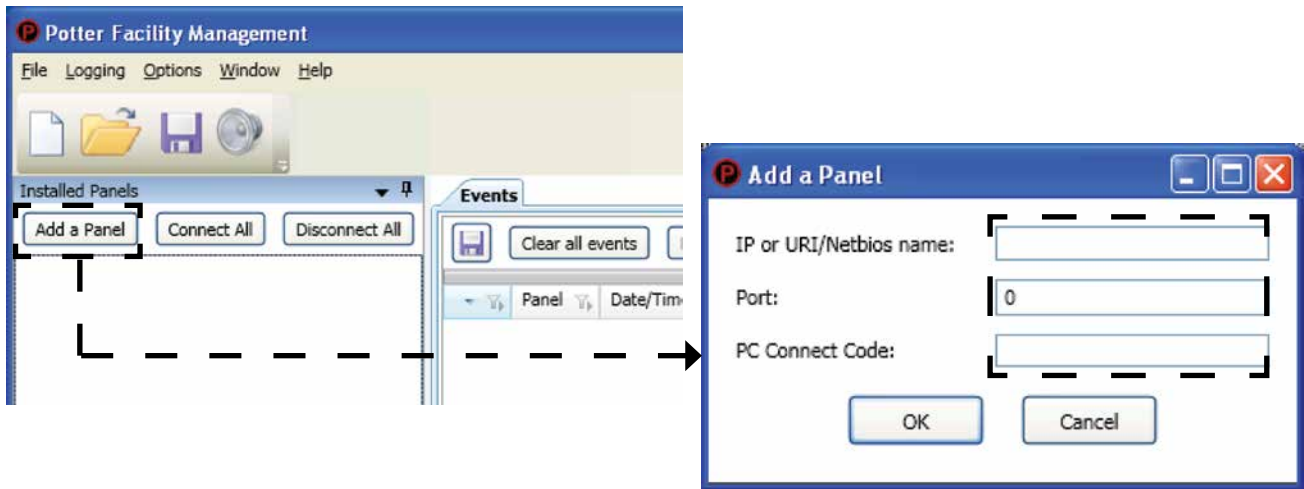 Potter Facility Management
File Logging Options Window Help
Installed Panels
Add a Panel Connect All Disconnect All
Events
Clear all events
Panel Date/Tim
Add a Panel
IP or URI/Netbios name:
Port: 0
PC Connect Code:
OK Cancel